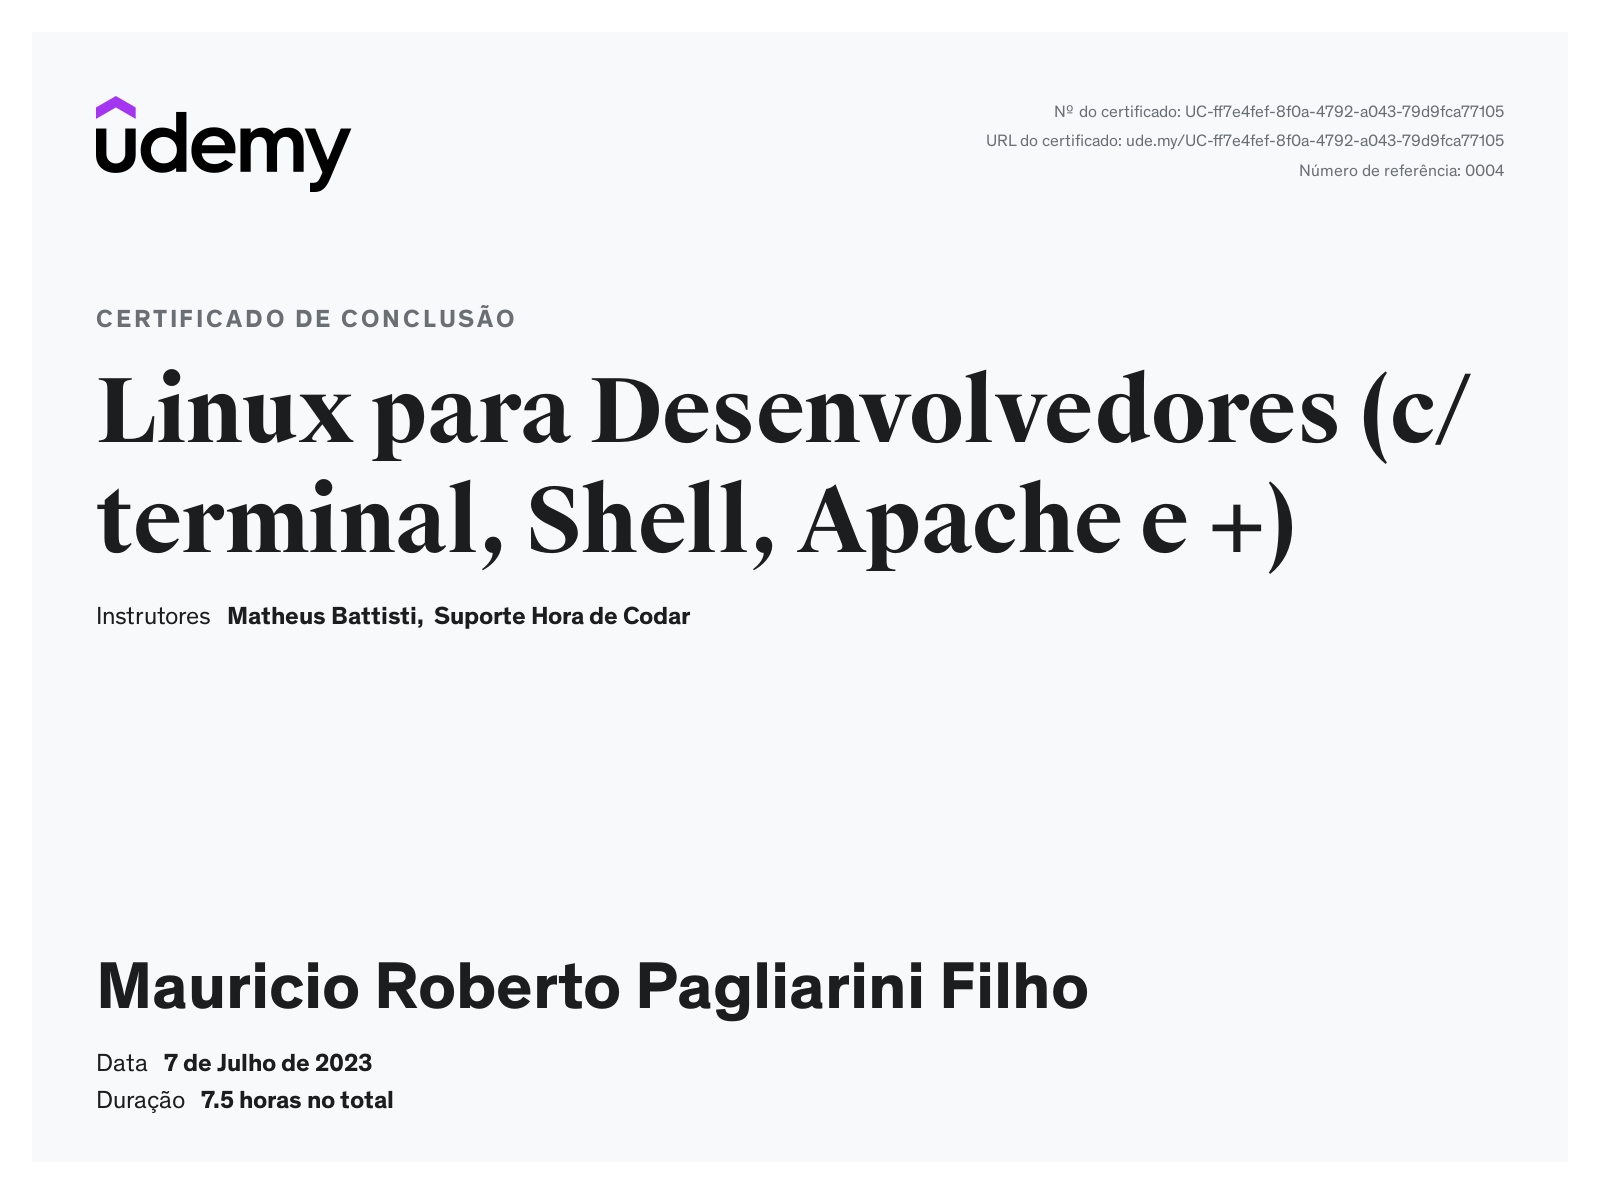 udemy
Nº do certificado: UC-ff7e4fef-8f0a-4792-a043-79d9fca77105
URL do certificado: ude.my/UC-ff7e4fef-8f0a-4792-a043-79d9fca77105
Número de referência: 0004
CERTIFICADO DE CONCLUSÃO
Linux para Desenvolvedores (c/
terminal, Shell, Apache e +)
Instrutores Matheus Battisti, Suporte Hora de Codar
Mauricio Roberto Pagliarini Filho
Data 7 de Julho de 2023
Duração 7.5 horas no total